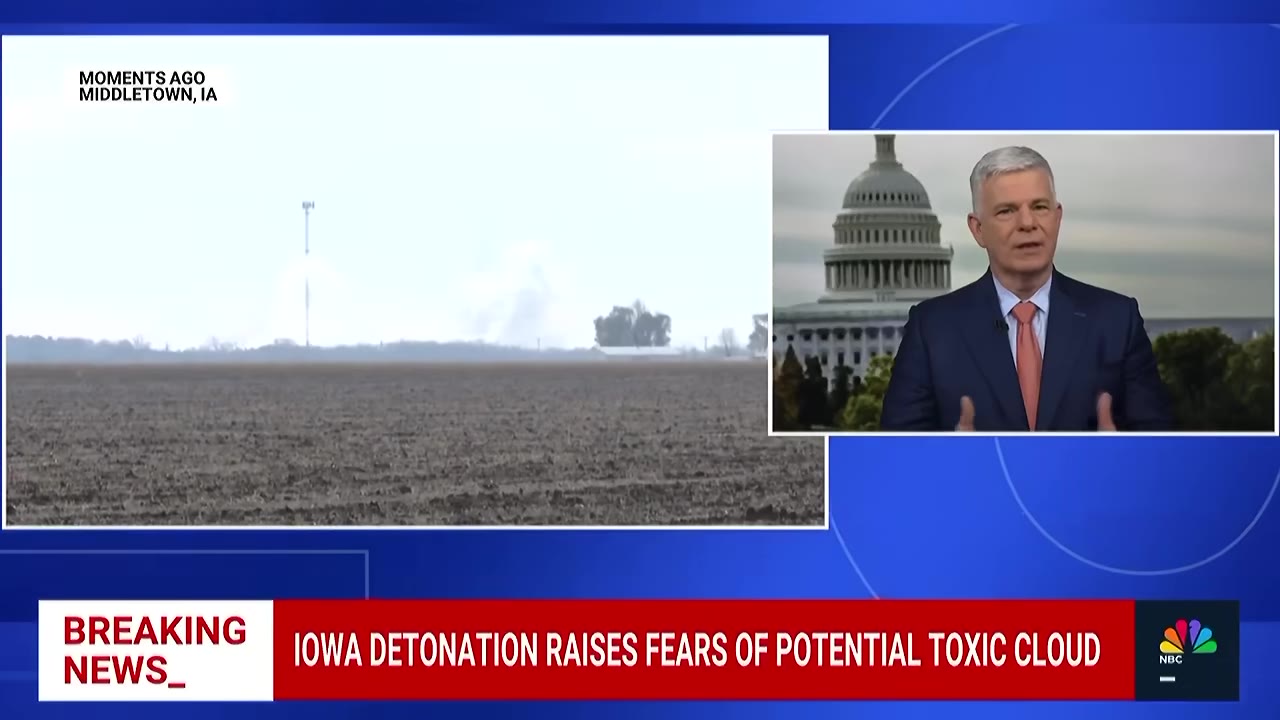 MOMENTS AGO
MIDDLETOWN, IA
BREAKING
NEWS_
IOWA DETONATION RAISES FEARS OF POTENTIAL TOXIC CLOUD
NBC